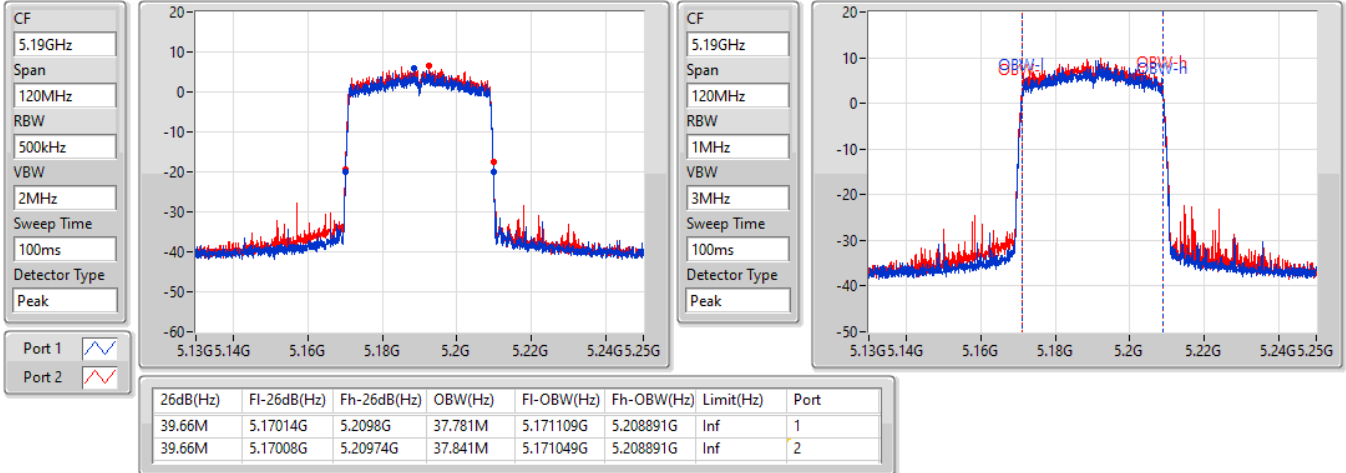 CF
5.19GHz
Span
120MHz
RBW
500kHz
VBW
2MHz
Sweep Time
100ms
Detector Type
Peak
Port 1
Port 2
20
10
0
-10
-20
-30
-40
-50
-60
5.13G 5.14G 5.16G 5.18G 5.2G 5.22G 5.24G 5.25G
CF
5.19GHz
Span
120MHz
RBW
1MHz
VBW
3MHz
Sweep Time
100ms
Detector Type
Peak
20
10
0
-10
-20
-30
-40
-50
OBW-l OBW-h
OBW-l OBW-h
5.13G 5.14G 5.16G 5.18G 5.2G 5.22G 5.24G 5.25G
26dB(Hz) Fl-26dB(Hz) Fh-26dB(Hz) OBW(Hz) Fl-OBW(Hz) Fh-OBW(Hz) Limit(Hz) Port
39.66M 5.17014G 5.2098G 37.781M 5.171109G 5.208891G Inf 1
39.66M 5.17008G 5.20974G 37.841M 5.171049G 5.208891G Inf 2